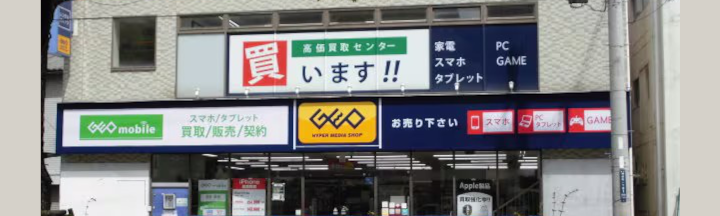 高価買取センター
買います!!
家電
スマホ
タブレット
PC
GAME
GEO mobile
スマホ/タブレット
買取/販売/契約
GEO
HYPER MEDIA SHOP
お売り下さい
スマホ
PC
タブレット
GAME
Apple製品
買取強化中!!